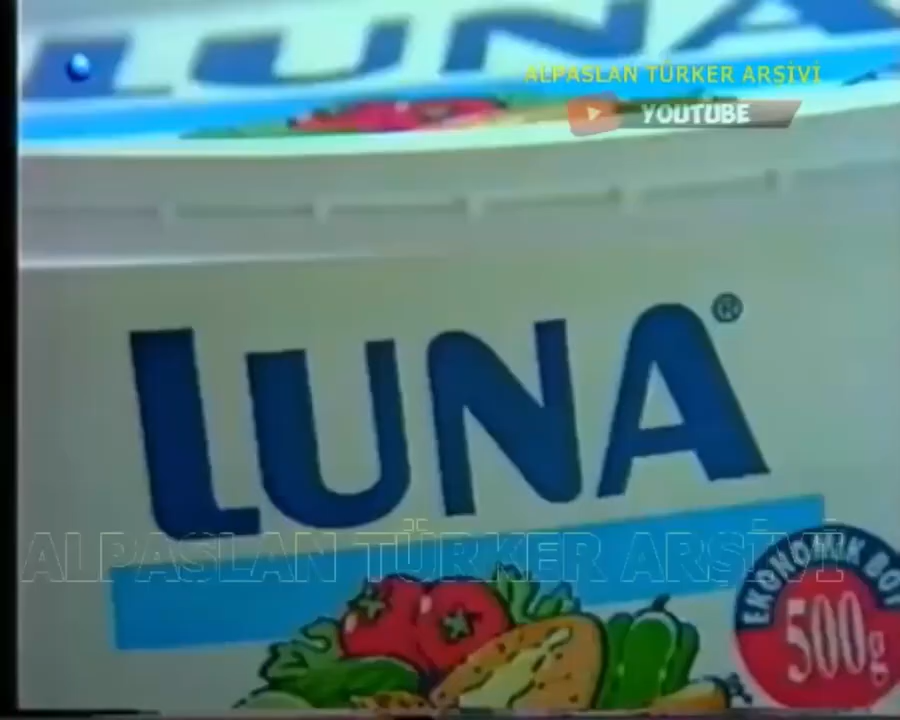 LUNA
ALPASLAN TÜRKER ARŞİVİ
YOUTUBE
LUNA®
ALPASLAN TÜRKER ARŞİVİ
EKONOMİK BOY
500g